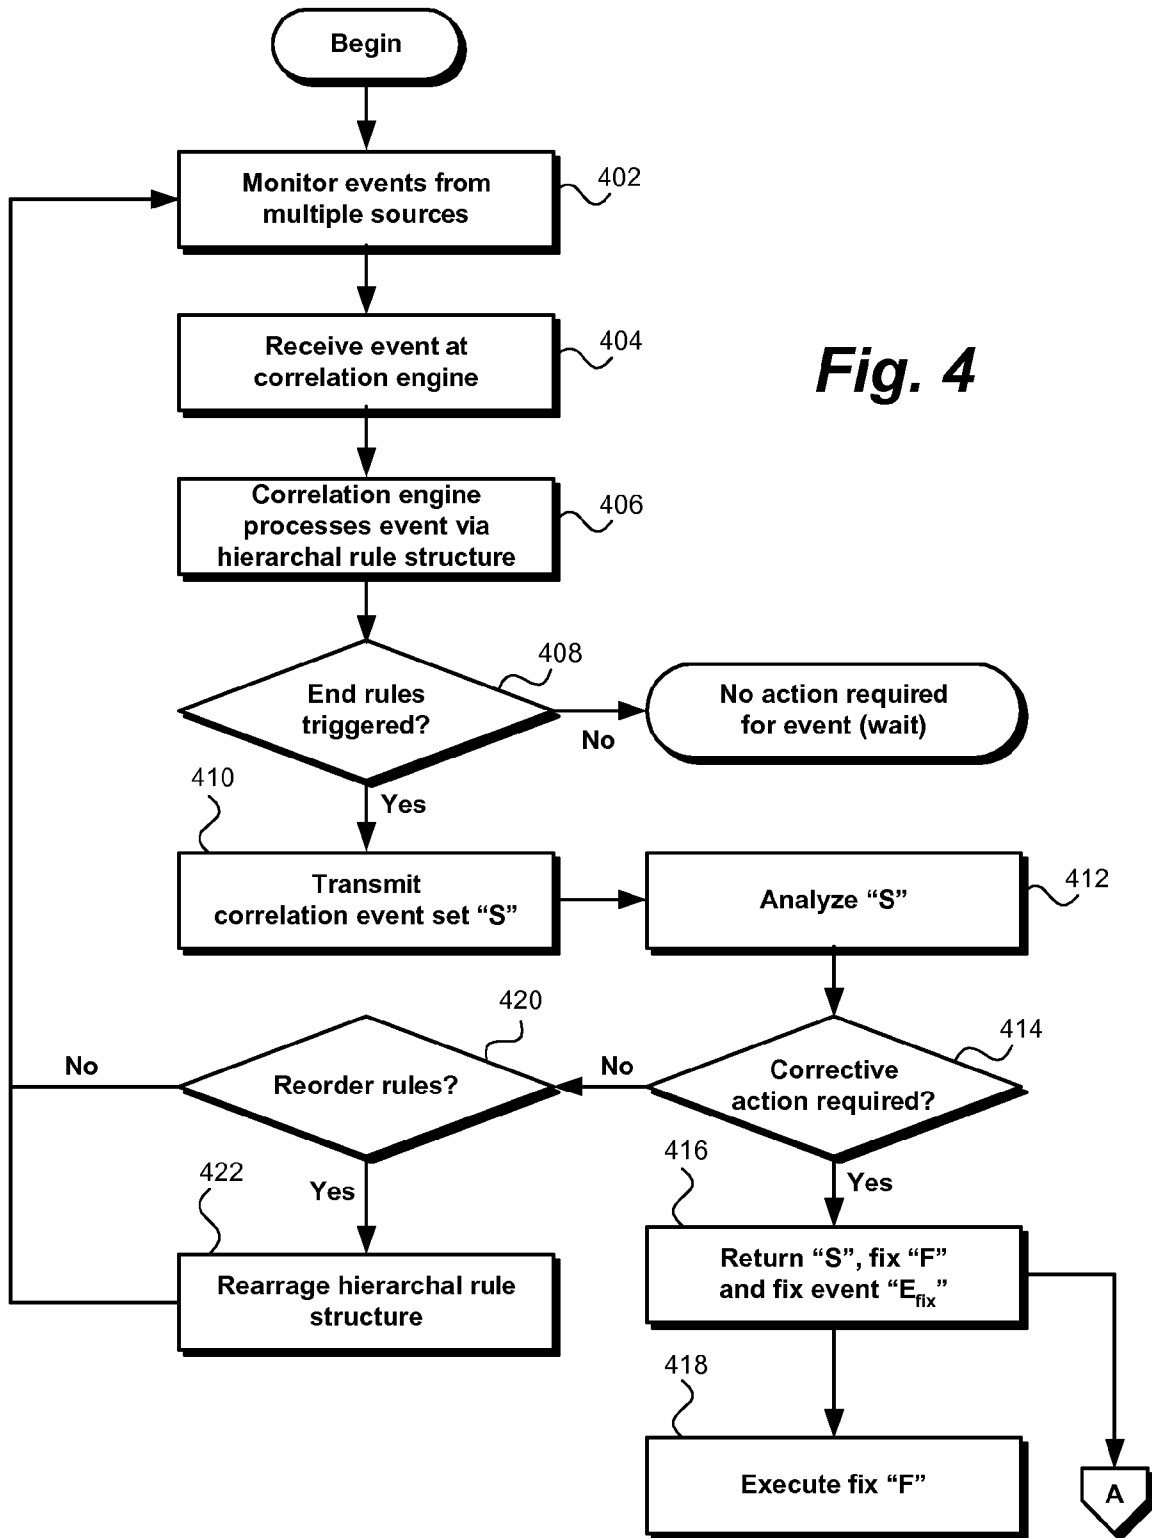 Begin
Monitor events from
multiple sources
402
Receive event at
correlation engine
404
Fig. 4
Correlation engine
processes event via
hierarchal rule structure
406
End rules
triggered?
408
No
No action required
for event (wait)
Yes
410
Transmit
correlation event set “S”
Analyze “S”
412
Corrective
action required?
414
No
Reorder rules?
420
No
Yes
422
Rearrage hierarchal rule
structure
Yes
416
Return “S”, fix “F”
and fix event “Efix”
418
Execute fix “F”
A